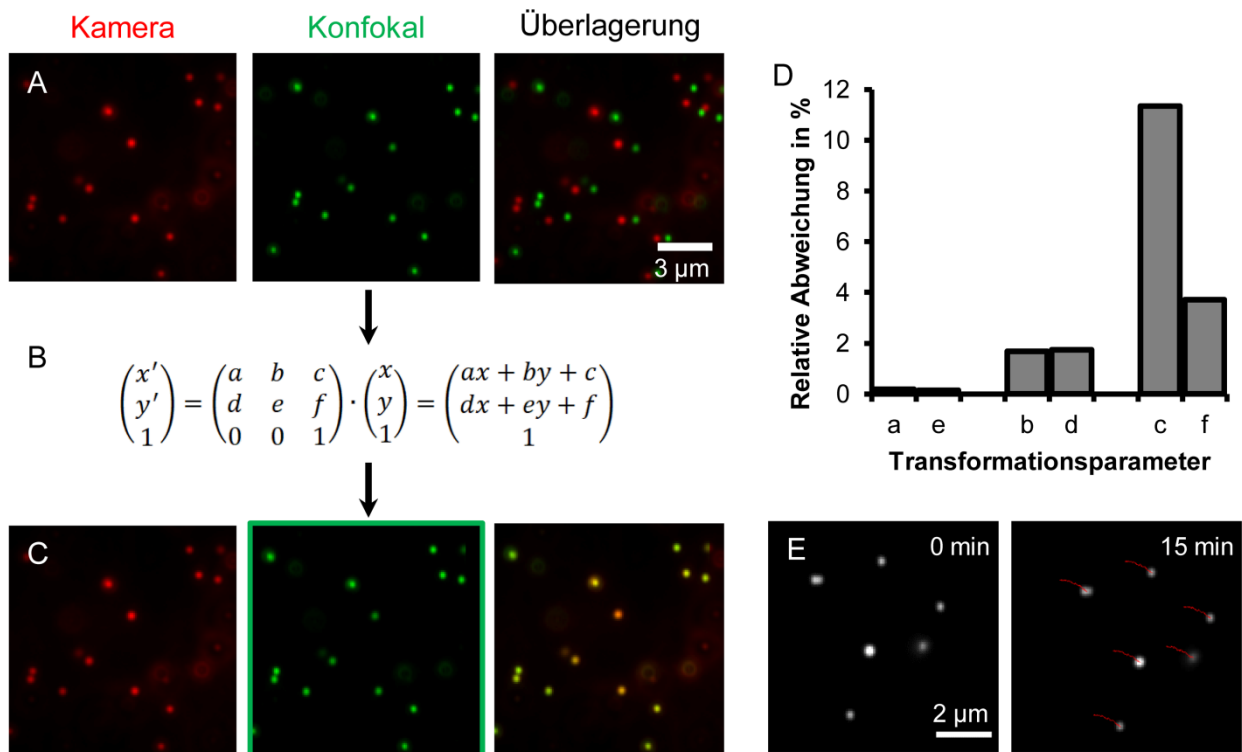 Kamera
Konfokal
Überlagerung
A
3 µm
B
(x' y' 1) = (a b c d e f 0 0 1) · (x y 1) = (ax + by + c dx + ey + f 1)
C
D
Relative Abweichung in %
12
10
8
6
4
2
0
a e b d c f
Transformationsparameter
E
0 min
15 min
2 µm